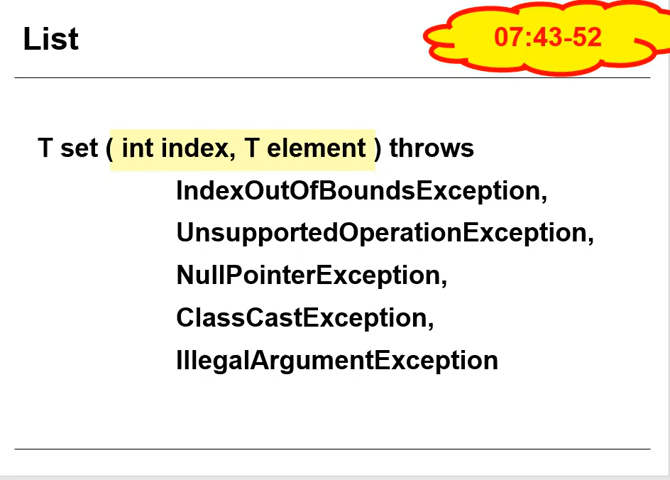 List
07:43-52
T set ( int index, T element ) throws
IndexOutOfBoundsException,
UnsupportedOperationException,
NullPointerException,
ClassCastException,
IllegalArgumentException